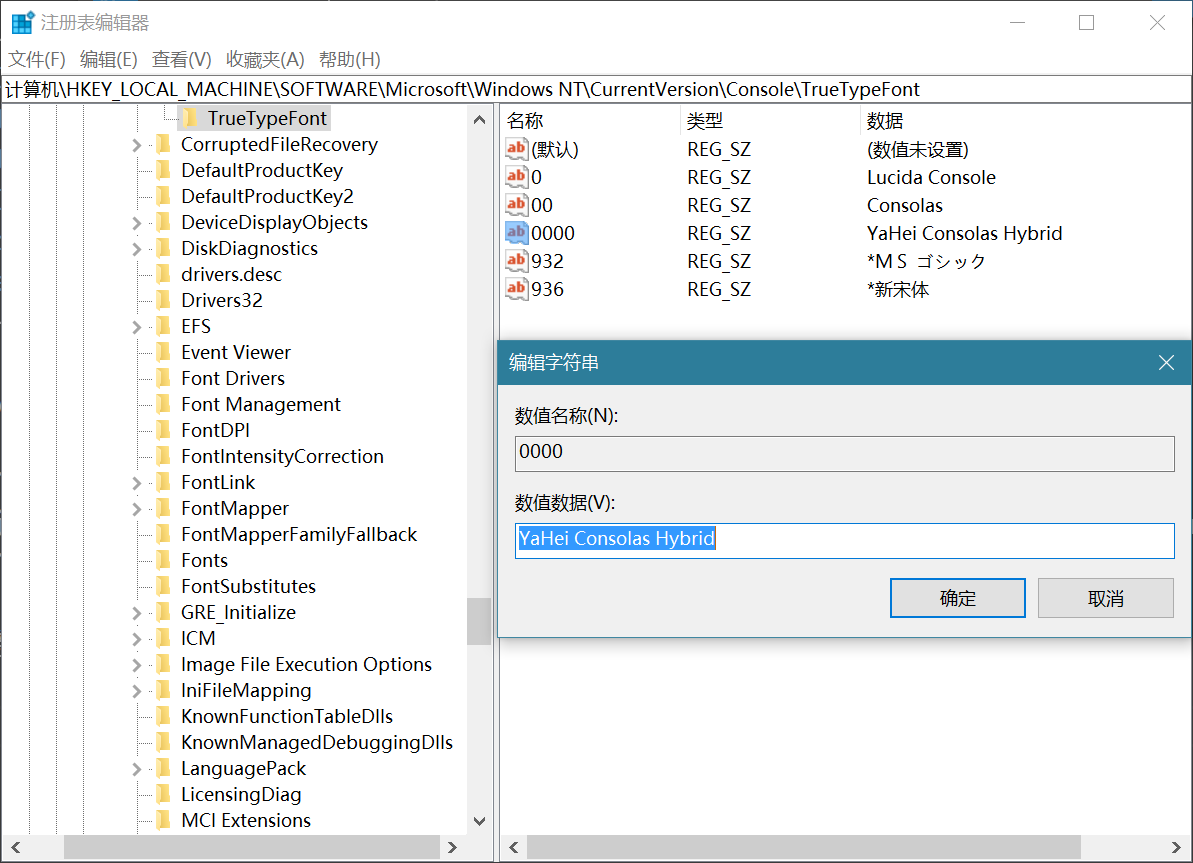 注册表编辑器
文件(F) 编辑(E) 查看(V) 收藏夹(A) 帮助(H)
计算机\HKEY_LOCAL_MACHINE\SOFTWARE\Microsoft\Windows NT\CurrentVersion\Console\TrueTypeFont
TrueTypeFont
CorruptedFileRecovery
DefaultProductKey
DefaultProductKey2
DeviceDisplayObjects
DiskDiagnostics
drivers.desc
Drivers32
EFS
Event Viewer
Font Drivers
Font Management
FontDPI
FontIntensityCorrection
FontLink
FontMapper
FontMapperFamilyFallback
Fonts
FontSubstitutes
GRE_Initialize
ICM
Image File Execution Options
IniFileMapping
KnownFunctionTableDlls
KnownManagedDebuggingDlls
LanguagePack
LicensingDiag
MCI Extensions
名称 类型 数据
ab (默认) REG_SZ (数值未设置)
ab 0 REG_SZ Lucida Console
ab 00 REG_SZ Consolas
ab 0000 REG_SZ YaHei Consolas Hybrid
ab 932 REG_SZ *ＭＳ ゴシック
ab 936 REG_SZ *新宋体
编辑字符串
数值名称(N):
0000
数值数据(V):
YaHei Consolas Hybrid
确定 取消